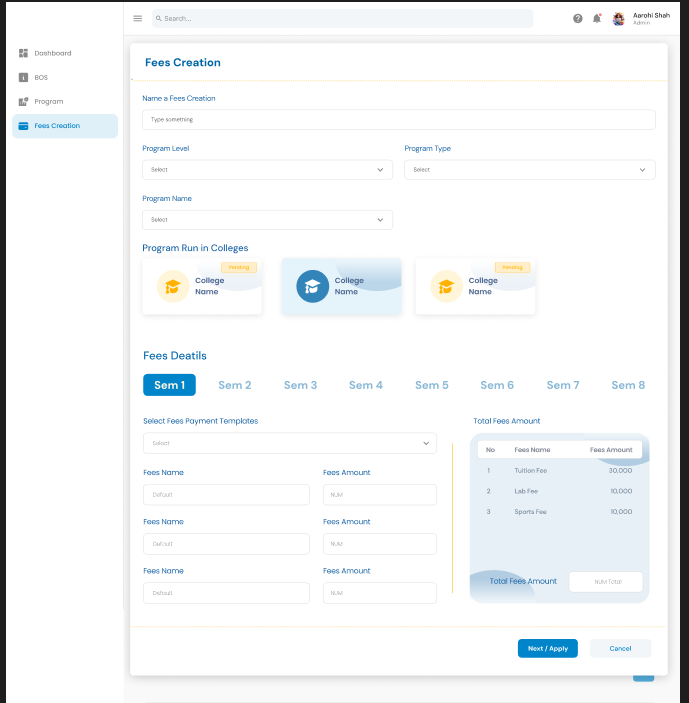 Search...
Aarohi Shah
Admin
Dashboard
BOS
Program
Fees Creation
Fees Creation
Name a Fees Creation
Type something
Program Level
Program Type
Select
Select
Program Name
Select
Program Run in Colleges
Pending
College
Name
College
Name
Pending
College
Name
Fees Deatils
Sem 1
Sem 2
Sem 3
Sem 4
Sem 5
Sem 6
Sem 7
Sem 8
Select Fees Payment Templates
Select
Fees Name
Fees Amount
Default
NUM
Fees Name
Fees Amount
Default
NUM
Fees Name
Fees Amount
Default
NUM
Total Fees Amount
No Fees Name Fees Amount
1 Tuition Fee 30,000
2 Lab Fee 10,000
3 Sports Fee 10,000
Total Fees Amount
NUM Total
Next / Apply
Cancel